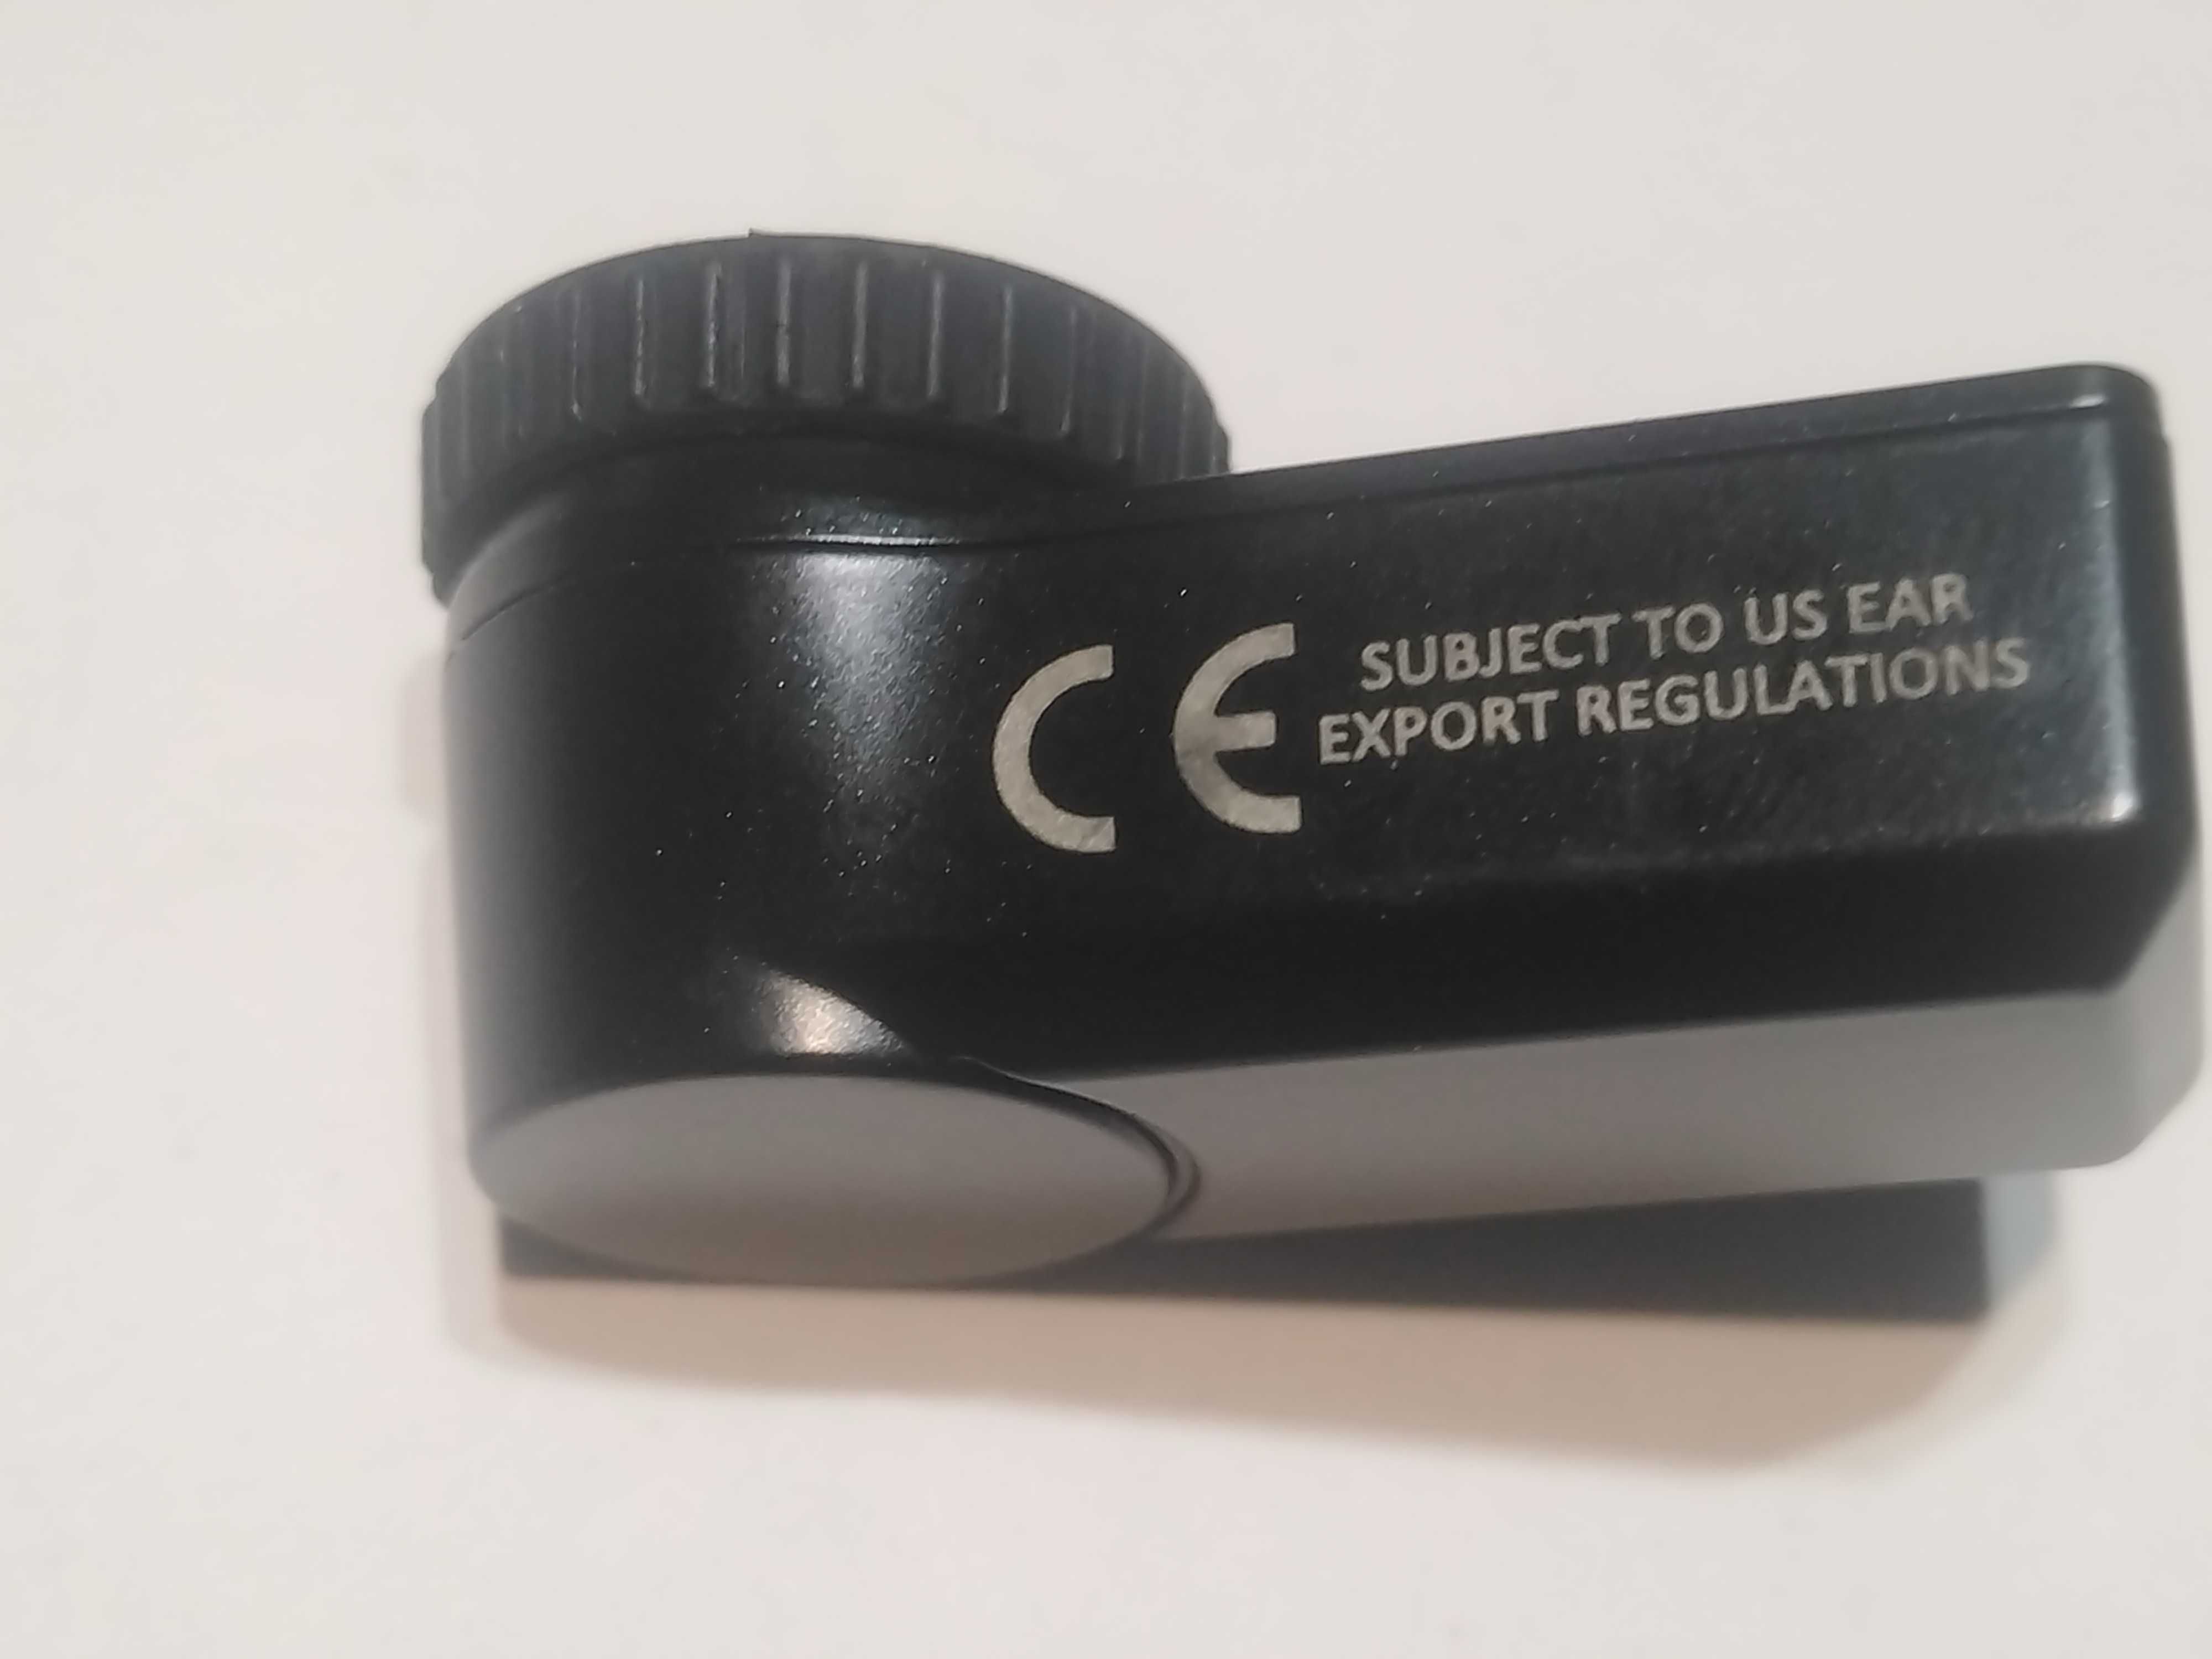 CE
SUBJECT TO US EAR
EXPORT REGULATIONS